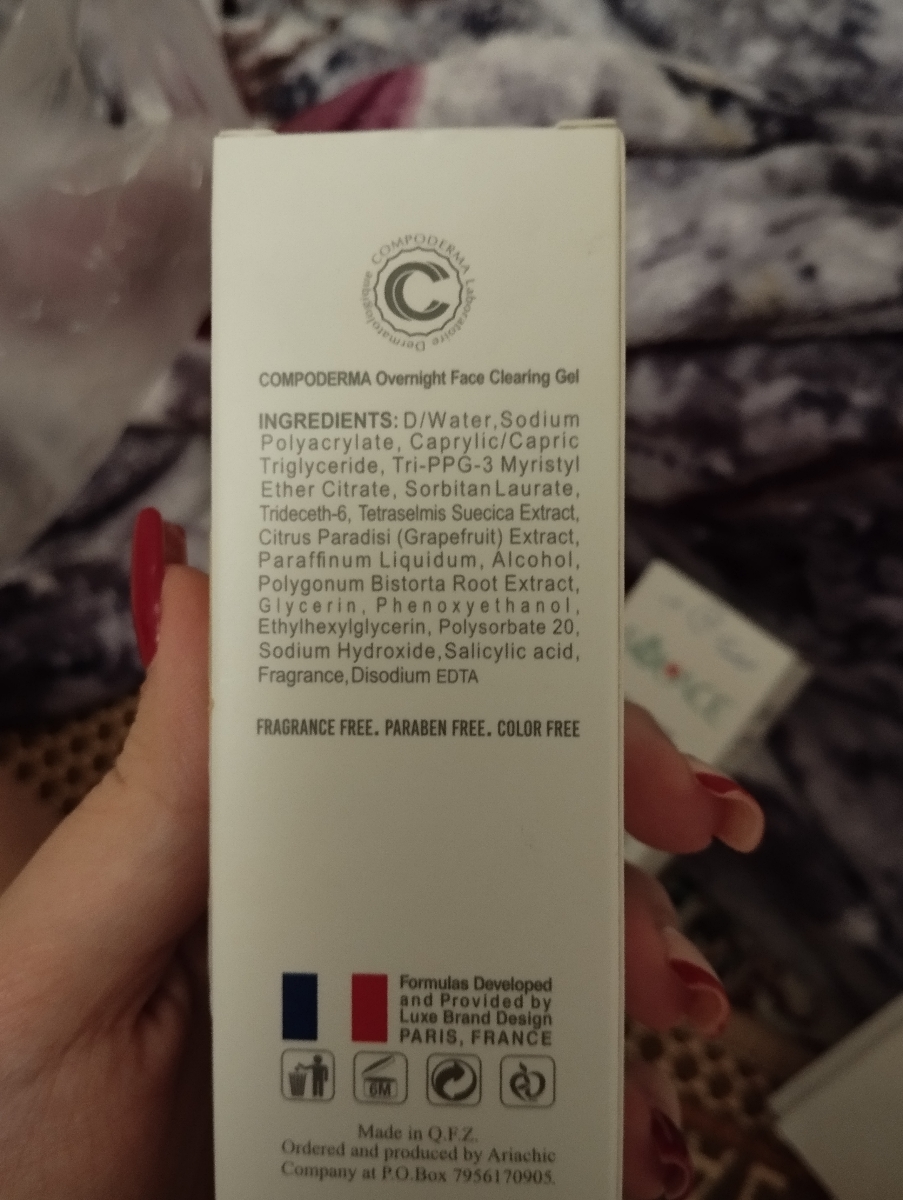 COMPODERMA Laboratoire Dermatologique
C
COMPODERMA Overnight Face Clearing Gel
INGREDIENTS: D/Water,Sodium
Polyacrylate, Caprylic/Capric
Triglyceride, Tri-PPG-3 Myristyl
Ether Citrate, Sorbitan Laurate,
Trideceth-6, Tetraselmis Suecica Extract,
Citrus Paradisi (Grapefruit) Extract,
Paraffinum Liquidum, Alcohol,
Polygonum Bistorta Root Extract,
Glycerin, Phenoxyethanol,
Ethylhexylglycerin, Polysorbate 20,
Sodium Hydroxide,Salicylic acid,
Fragrance,Disodium EDTA
FRAGRANCE FREE. PARABEN FREE. COLOR FREE
Formulas Developed
and Provided by
Luxe Brand Design
PARIS, FRANCE
6M
Made in Q.F.Z.
Ordered and produced by Ariachic
Company at P.O.Box 7956170905.